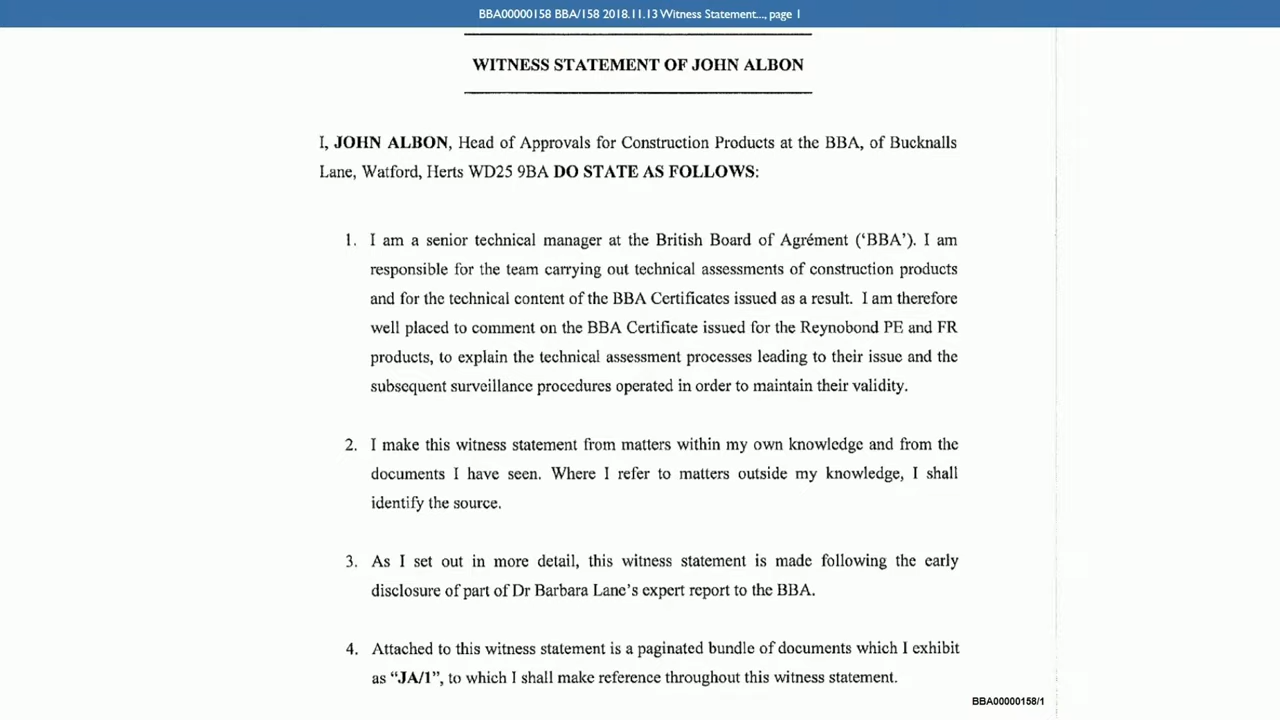 BBA00000158 BBA/158 2018.11.13 Witness Statement..., page 1
WITNESS STATEMENT OF JOHN ALBON
I, JOHN ALBON, Head of Approvals for Construction Products at the BBA, of Bucknalls
Lane, Watford, Herts WD25 9BA DO STATE AS FOLLOWS:
1. I am a senior technical manager at the British Board of Agrément (‘BBA’). I am
responsible for the team carrying out technical assessments of construction products
and for the technical content of the BBA Certificates issued as a result. I am therefore
well placed to comment on the BBA Certificate issued for the Reynobond PE and FR
products, to explain the technical assessment processes leading to their issue and the
subsequent surveillance procedures operated in order to maintain their validity.
2. I make this witness statement from matters within my own knowledge and from the
documents I have seen. Where I refer to matters outside my knowledge, I shall
identify the source.
3. As I set out in more detail, this witness statement is made following the early
disclosure of part of Dr Barbara Lane’s expert report to the BBA.
4. Attached to this witness statement is a paginated bundle of documents which I exhibit
as “JA/1”, to which I shall make reference throughout this witness statement.
BBA00000158/1